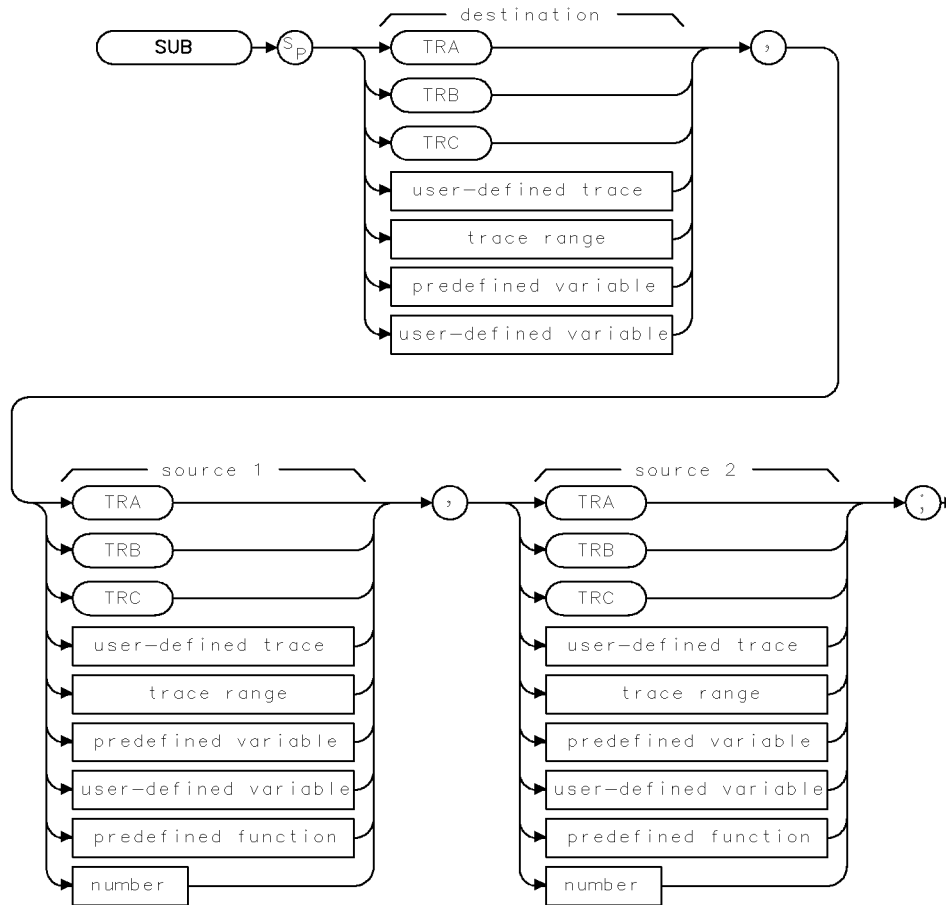 destination
SUB
SP
TRA
,
TRB
TRC
user-defined trace
trace range
predefined variable
user-defined variable
source 1
TRA
TRB
TRC
user-defined trace
trace range
predefined variable
user-defined variable
predefined function
number
,
source 2
TRA
TRB
TRC
user-defined trace
trace range
predefined variable
user-defined variable
predefined function
number
;